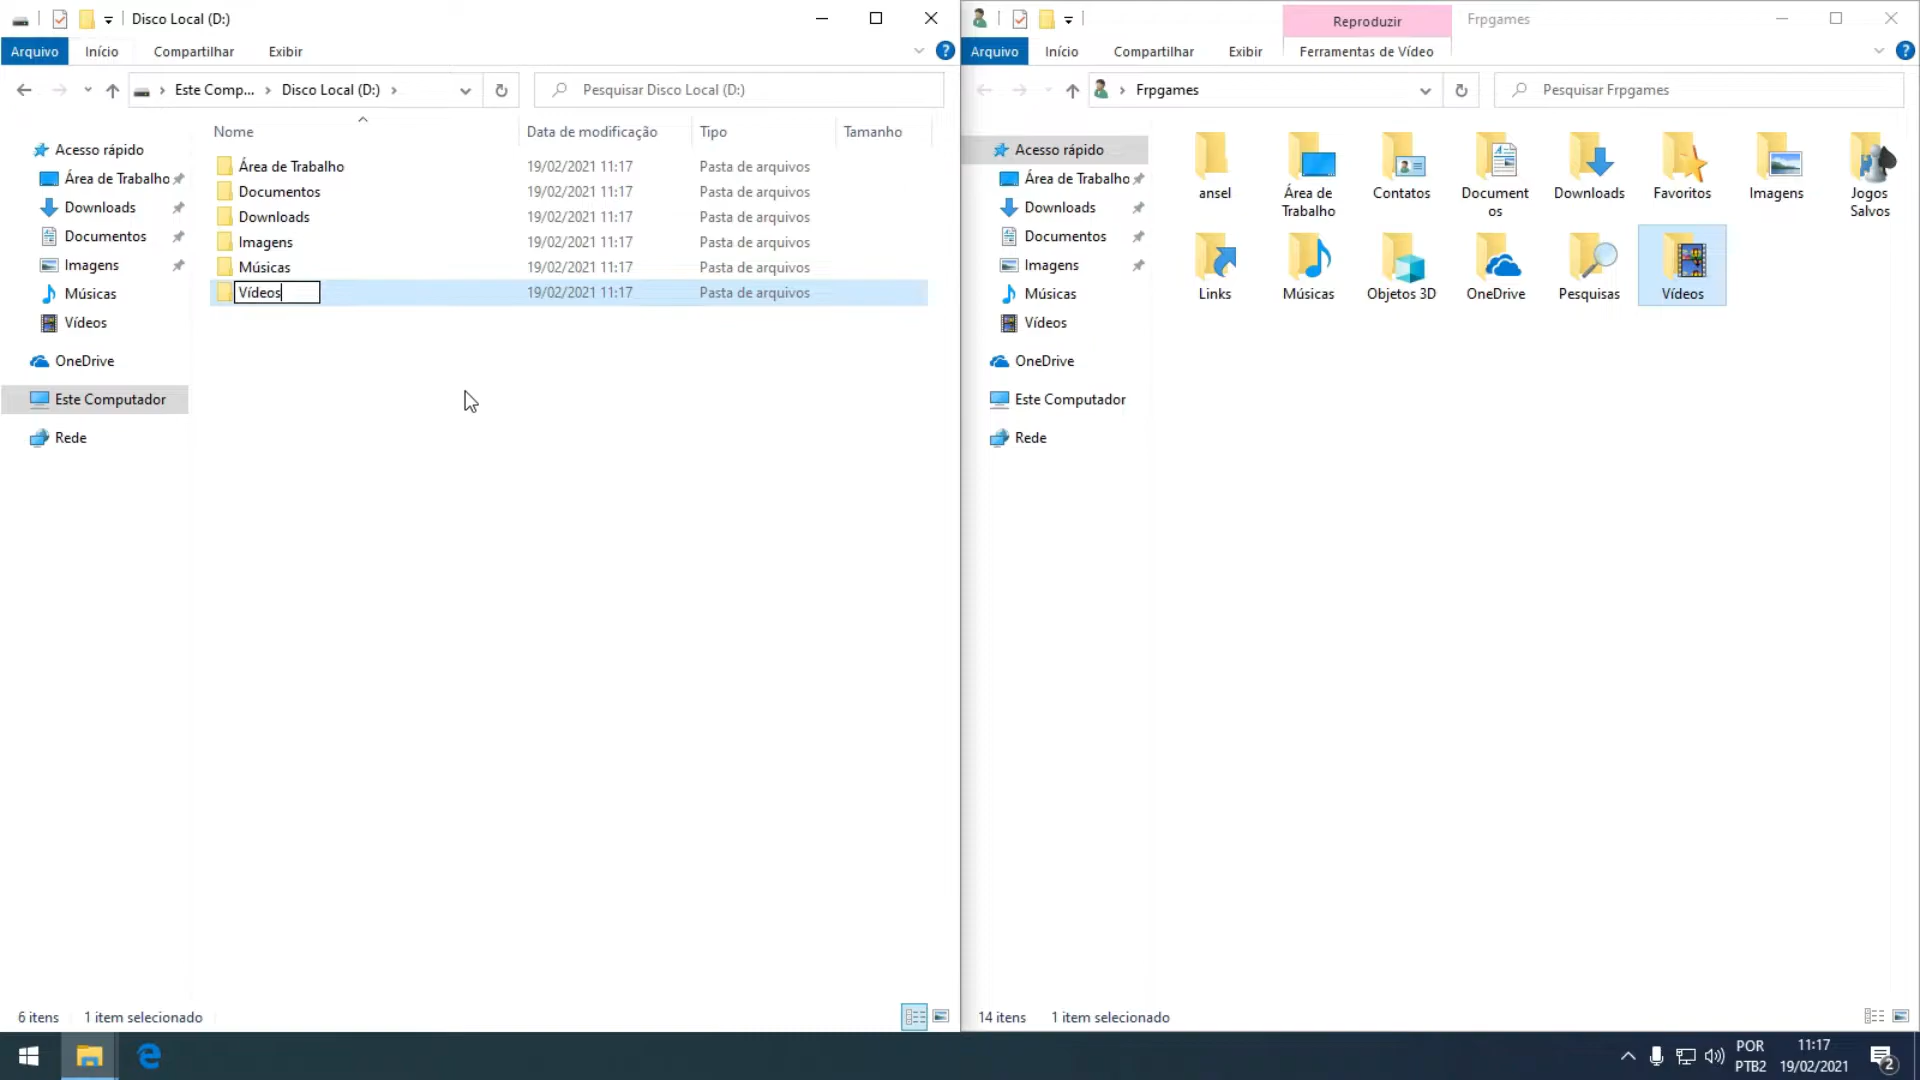 Disco Local (D:)
Arquivo Início Compartilhar Exibir
Este Comp... Disco Local (D:)
Pesquisar Disco Local (D:)
Acesso rápido
Área de Trabalho
Downloads
Documentos
Imagens
Músicas
Vídeos
OneDrive
Este Computador
Rede
Nome Data de modificação Tipo Tamanho
Área de Trabalho 19/02/2021 11:17 Pasta de arquivos
Documentos 19/02/2021 11:17 Pasta de arquivos
Downloads 19/02/2021 11:17 Pasta de arquivos
Imagens 19/02/2021 11:17 Pasta de arquivos
Músicas 19/02/2021 11:17 Pasta de arquivos
Vídeos 19/02/2021 11:17 Pasta de arquivos
6 itens 1 item selecionado
Reproduzir Frpgames
Arquivo Início Compartilhar Exibir Ferramentas de Vídeo
Frpgames
Pesquisar Frpgames
Acesso rápido
Área de Trabalho
Downloads
Documentos
Imagens
Músicas
Vídeos
OneDrive
Este Computador
Rede
ansel
Área de
Trabalho
Contatos
Document
os
Downloads
Favoritos
Imagens
Jogos
Salvos
Links
Músicas
Objetos 3D
OneDrive
Pesquisas
Vídeos
14 itens 1 item selecionado
POR
PTB2
11:17
19/02/2021
2